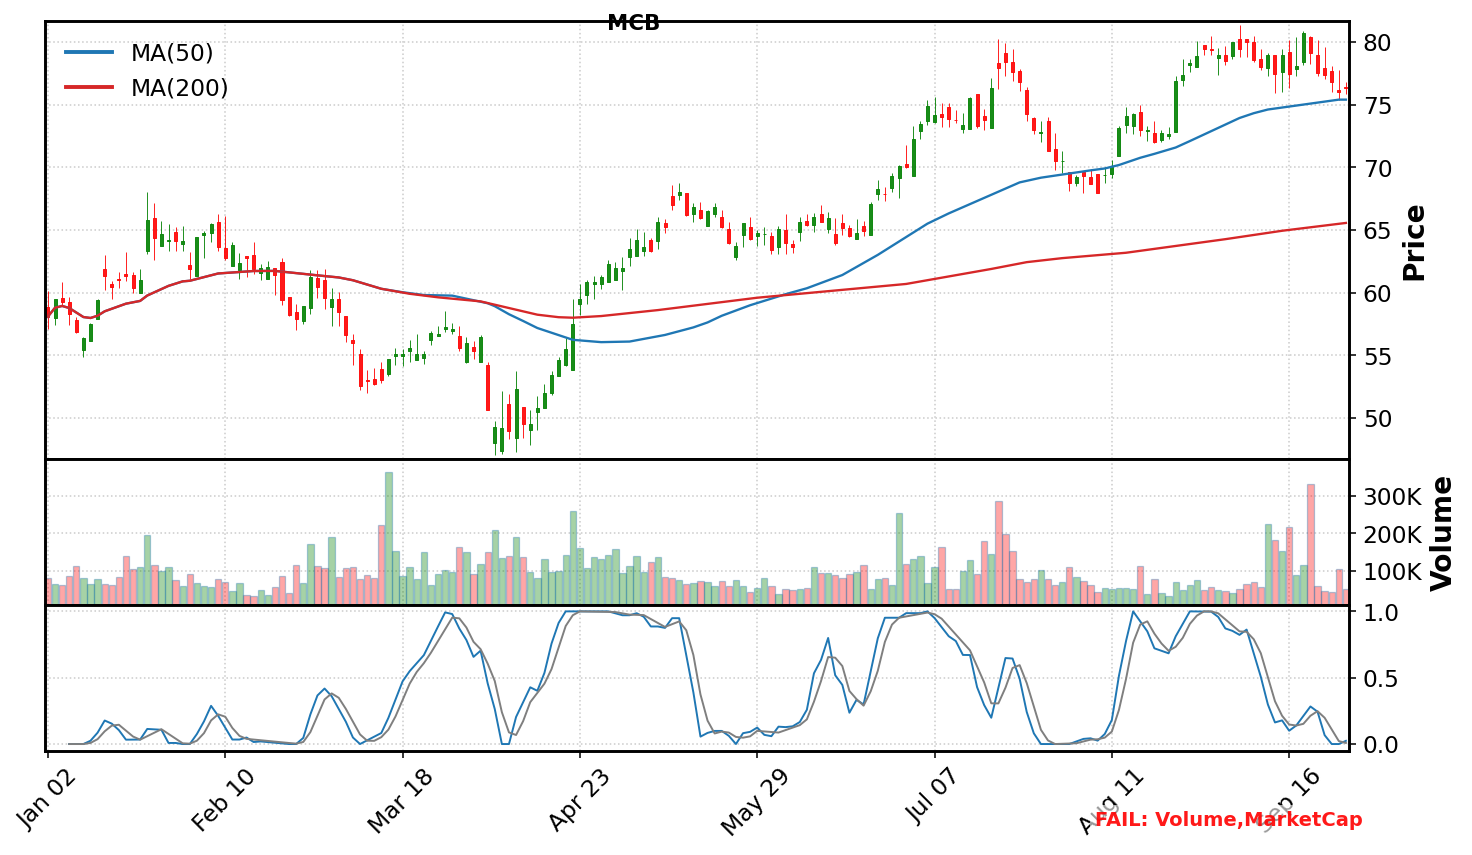 MCB
MA(50)
MA(200)
80
75
70
65
60
55
50
Price
300K
200K
100K
Volume
1.0
0.5
0.0
Jan 02
Feb 10
Mar 18
Apr 23
May 29
Jul 07
Aug 11
Sep 16
FAIL: Volume,MarketCap